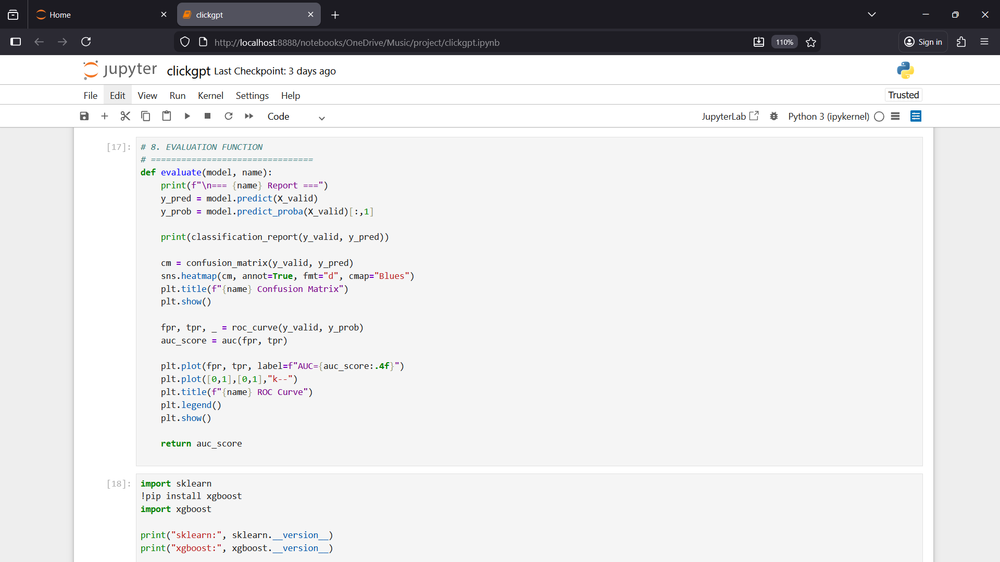 Home
clickgpt
http://localhost:8888/notebooks/OneDrive/Music/project/clickgpt.ipynb
110%
Sign in
jupyter clickgpt Last Checkpoint: 3 days ago
File Edit View Run Kernel Settings Help
Trusted
Code
JupyterLab
Python 3 (ipykernel)
[17]:
# 8. EVALUATION FUNCTION
# ================================
def evaluate(model, name):
    print(f"\n=== {name} Report ===")
    y_pred = model.predict(X_valid)
    y_prob = model.predict_proba(X_valid)[:,1]
    print(classification_report(y_valid, y_pred))
    cm = confusion_matrix(y_valid, y_pred)
    sns.heatmap(cm, annot=True, fmt="d", cmap="Blues")
    plt.title(f"{name} Confusion Matrix")
    plt.show()
    fpr, tpr, _ = roc_curve(y_valid, y_prob)
    auc_score = auc(fpr, tpr)
    plt.plot(fpr, tpr, label=f"AUC={auc_score:.4f}")
    plt.plot([0,1],[0,1],"k--")
    plt.title(f"{name} ROC Curve")
    plt.legend()
    plt.show()
    return auc_score
[18]:
import sklearn
!pip install xgboost
import xgboost
print("sklearn:", sklearn.__version__)
print("xgboost:", xgboost.__version__)